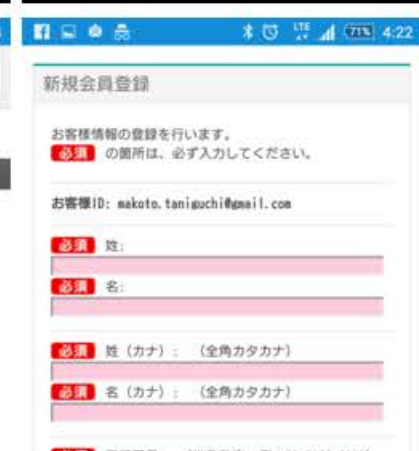 LTE 71% 4:22
新規会員登録
お客様情報の登録を行います。
必須 の箇所は、必ず入力してください。
お客様ID: makoto.taniguchi@gmail.com
必須 姓:
必須 名:
必須 姓(カナ): (全角カタカナ)
必須 名(カナ): (全角カタカナ)